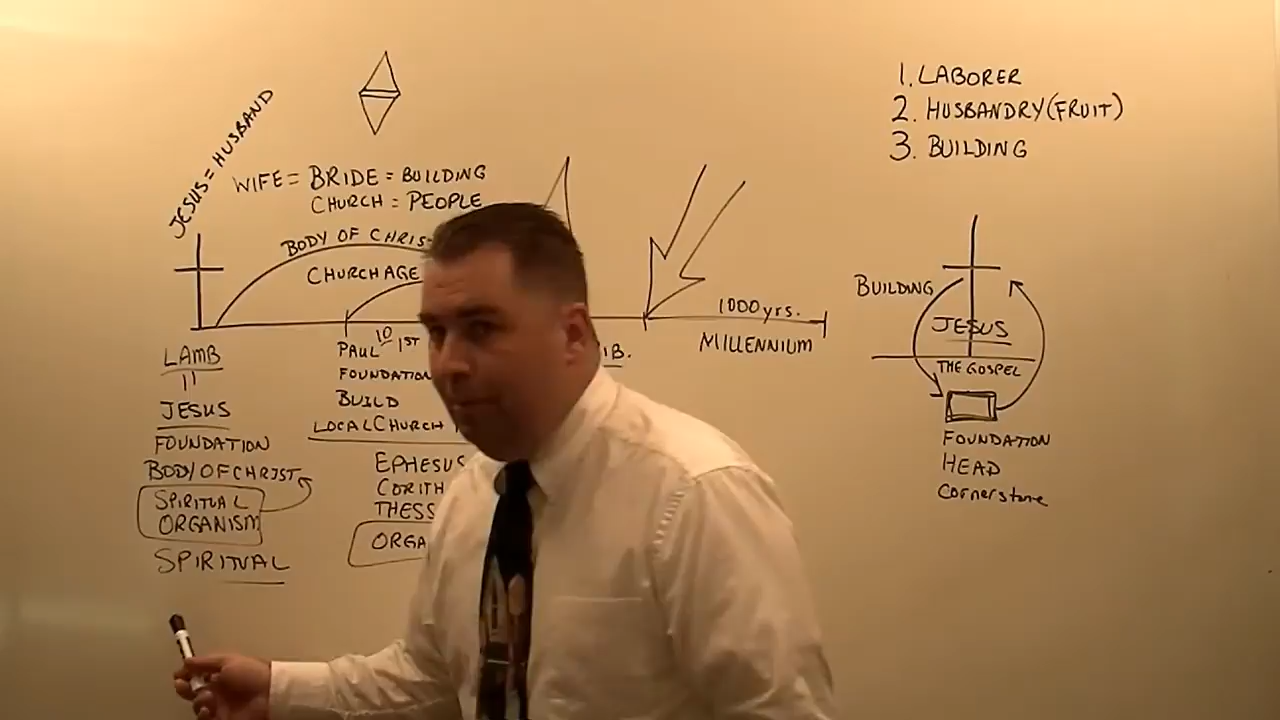 JESUS = HUSBAND
WIFE = BRIDE = BUILDING
CHURCH = PEOPLE
BODY OF CHRIS
CHURCH AGE
LAMB
JESUS
FOUNDATION
BODY OF CHRIST
SPIRITUAL
ORGANISM
SPIRITUAL
PAUL 10 1ST
FOUNDATION
BUILD
LOCAL CHURCH
EPHESUS
CORITH
THESS
ORGA
IB.
1000 yrs.
MILLENNIUM
1. LABORER
2. HUSBANDRY (FRUIT)
3. BUILDING
BUILDING
JESUS
THE GOSPEL
FOUNDATION
HEAD
Cornerstone